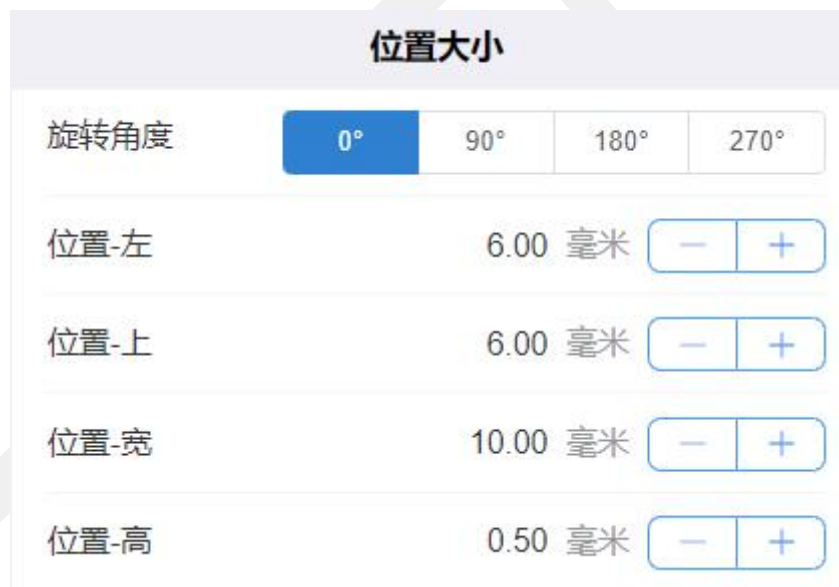 位置大小
旋转角度 0° 90° 180° 270°
位置-左 6.00 毫米 − +
位置-上 6.00 毫米 − +
位置-宽 10.00 毫米 − +
位置-高 0.50 毫米 − +